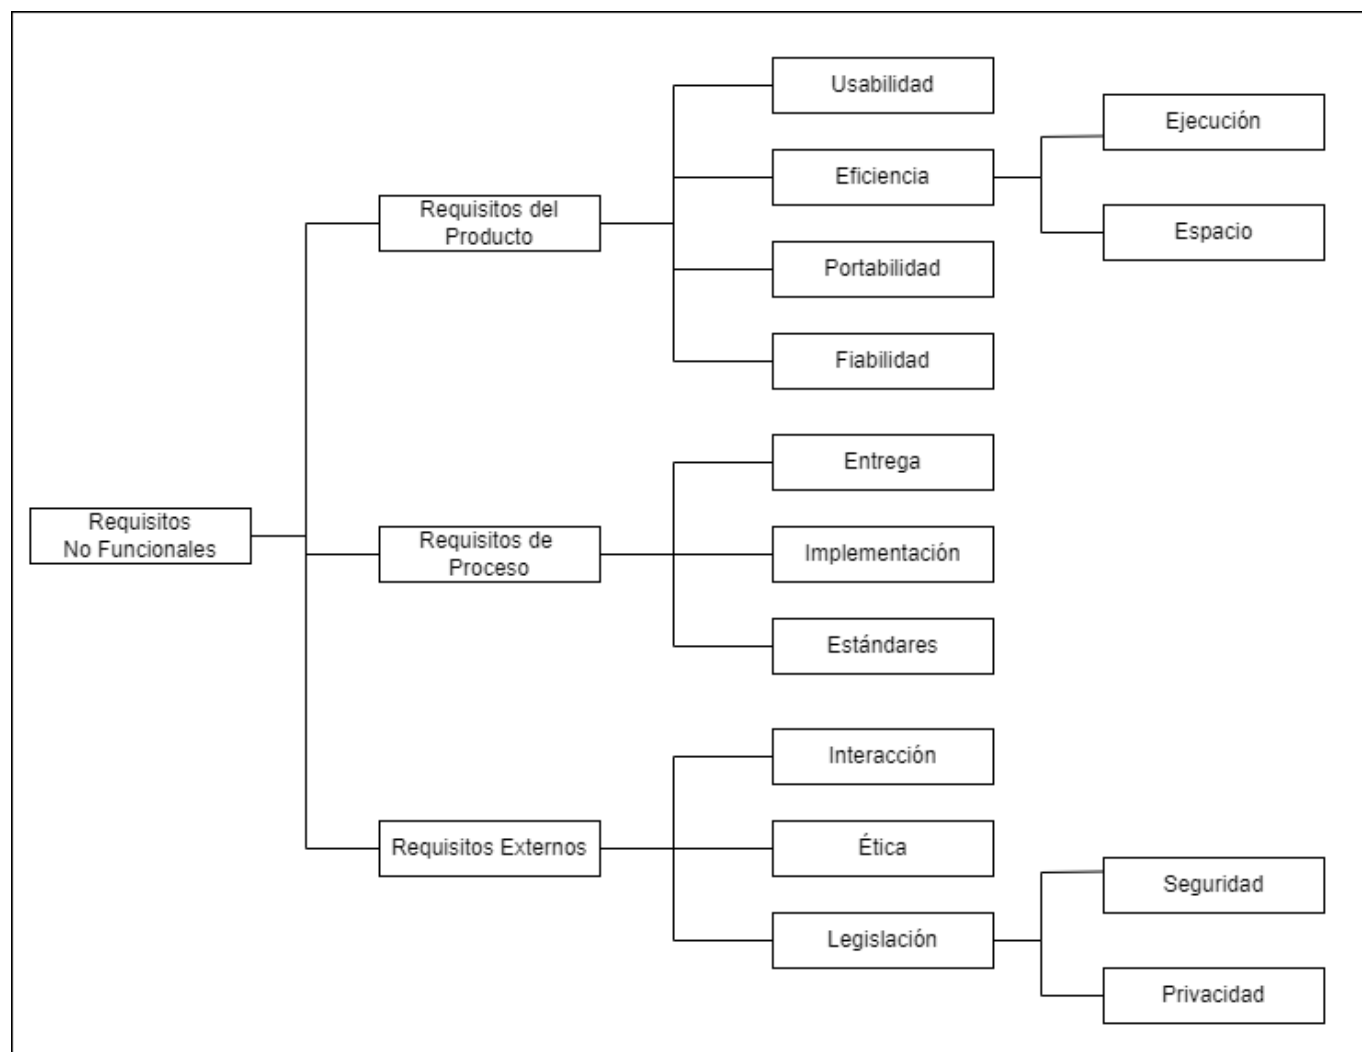 Requisitos
No Funcionales
Requisitos del
Producto
Usabilidad
Eficiencia
Ejecución
Espacio
Portabilidad
Fiabilidad
Requisitos de
Proceso
Entrega
Implementación
Estándares
Requisitos Externos
Interacción
Ética
Legislación
Seguridad
Privacidad